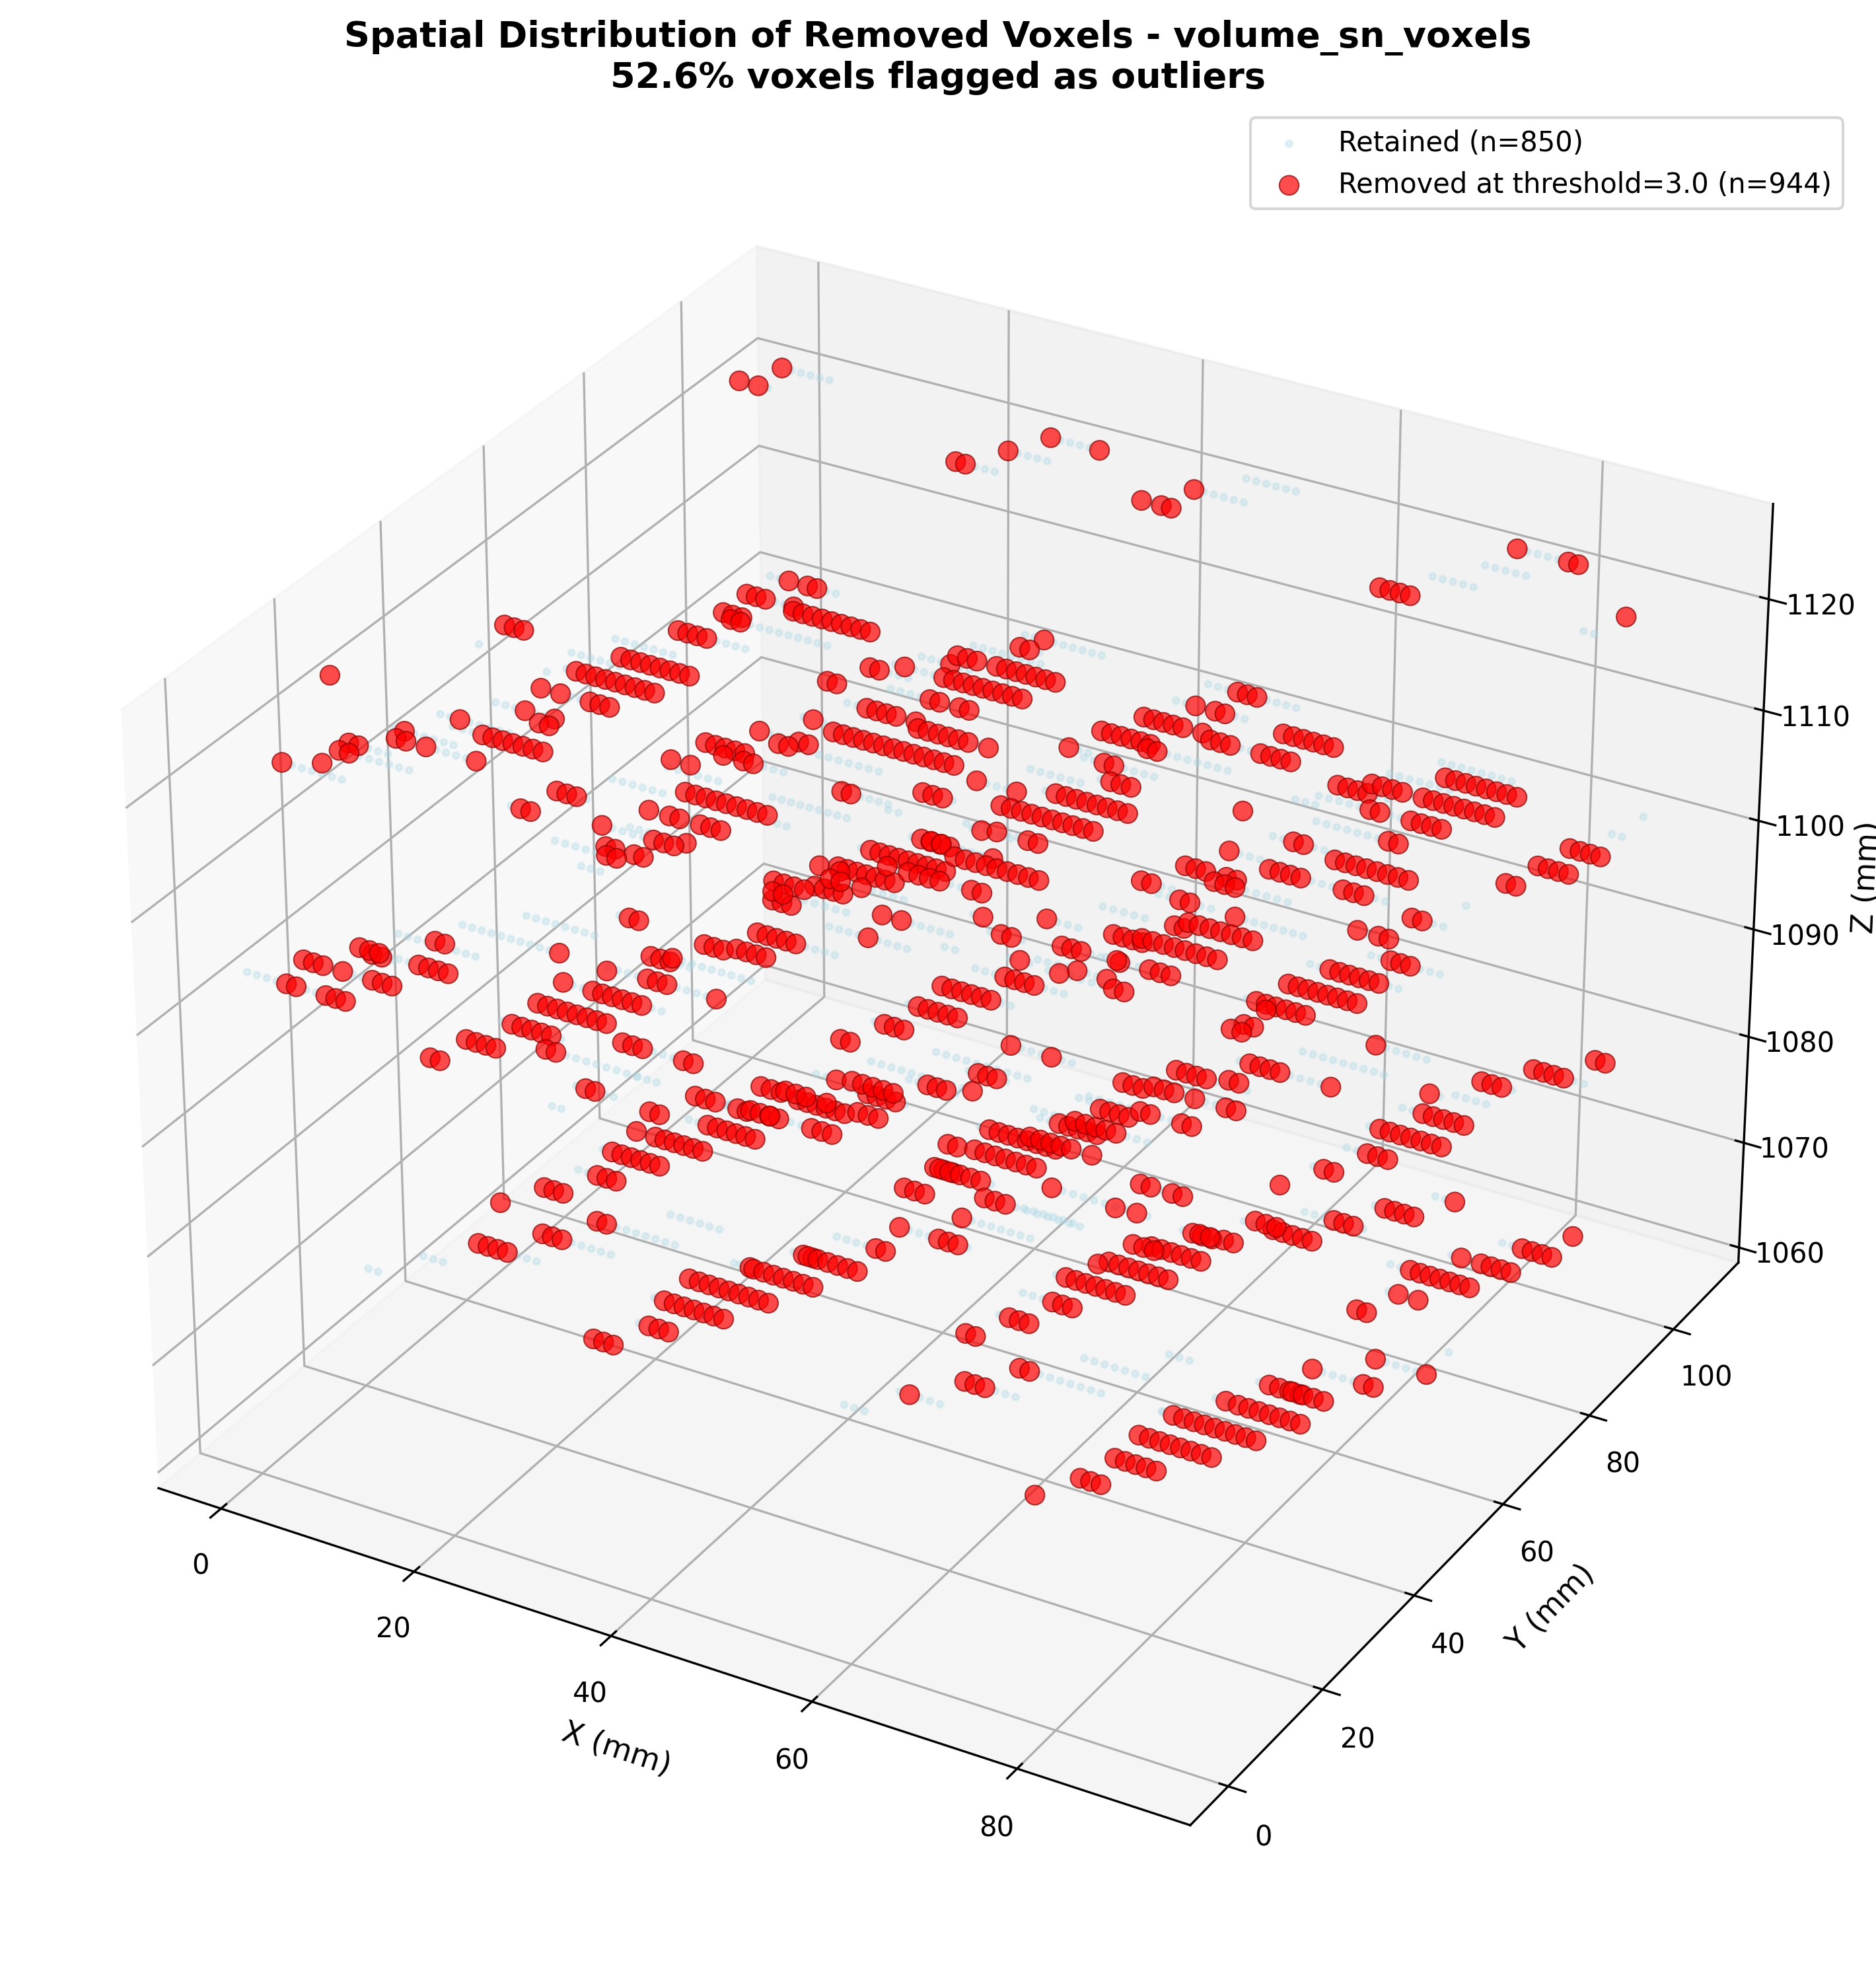 Spatial Distribution of Removed Voxels - volume_sn_voxels
52.6% voxels flagged as outliers
Retained (n=850)
Removed at threshold=3.0 (n=944)
1120
1110
1100
1090
1080
1070
1060
Z (mm)
100
80
60
40
20
0
Y (mm)
0
20
40
60
80
X (mm)